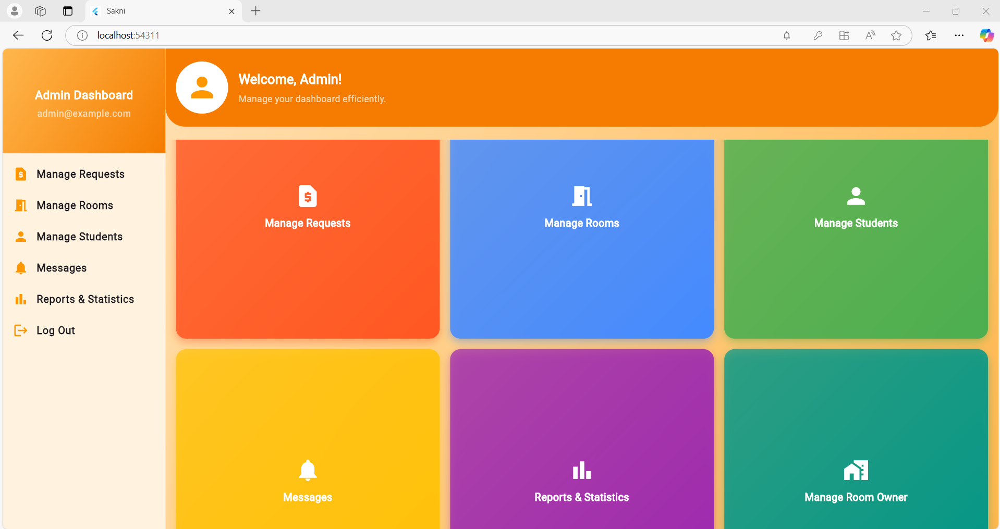 Sakni
localhost:54311
Admin Dashboard
admin@example.com
Welcome, Admin!
Manage your dashboard efficiently.
Manage Requests
Manage Rooms
Manage Students
Messages
Reports & Statistics
Log Out
Manage Requests
Manage Rooms
Manage Students
Messages
Reports & Statistics
Manage Room Owner